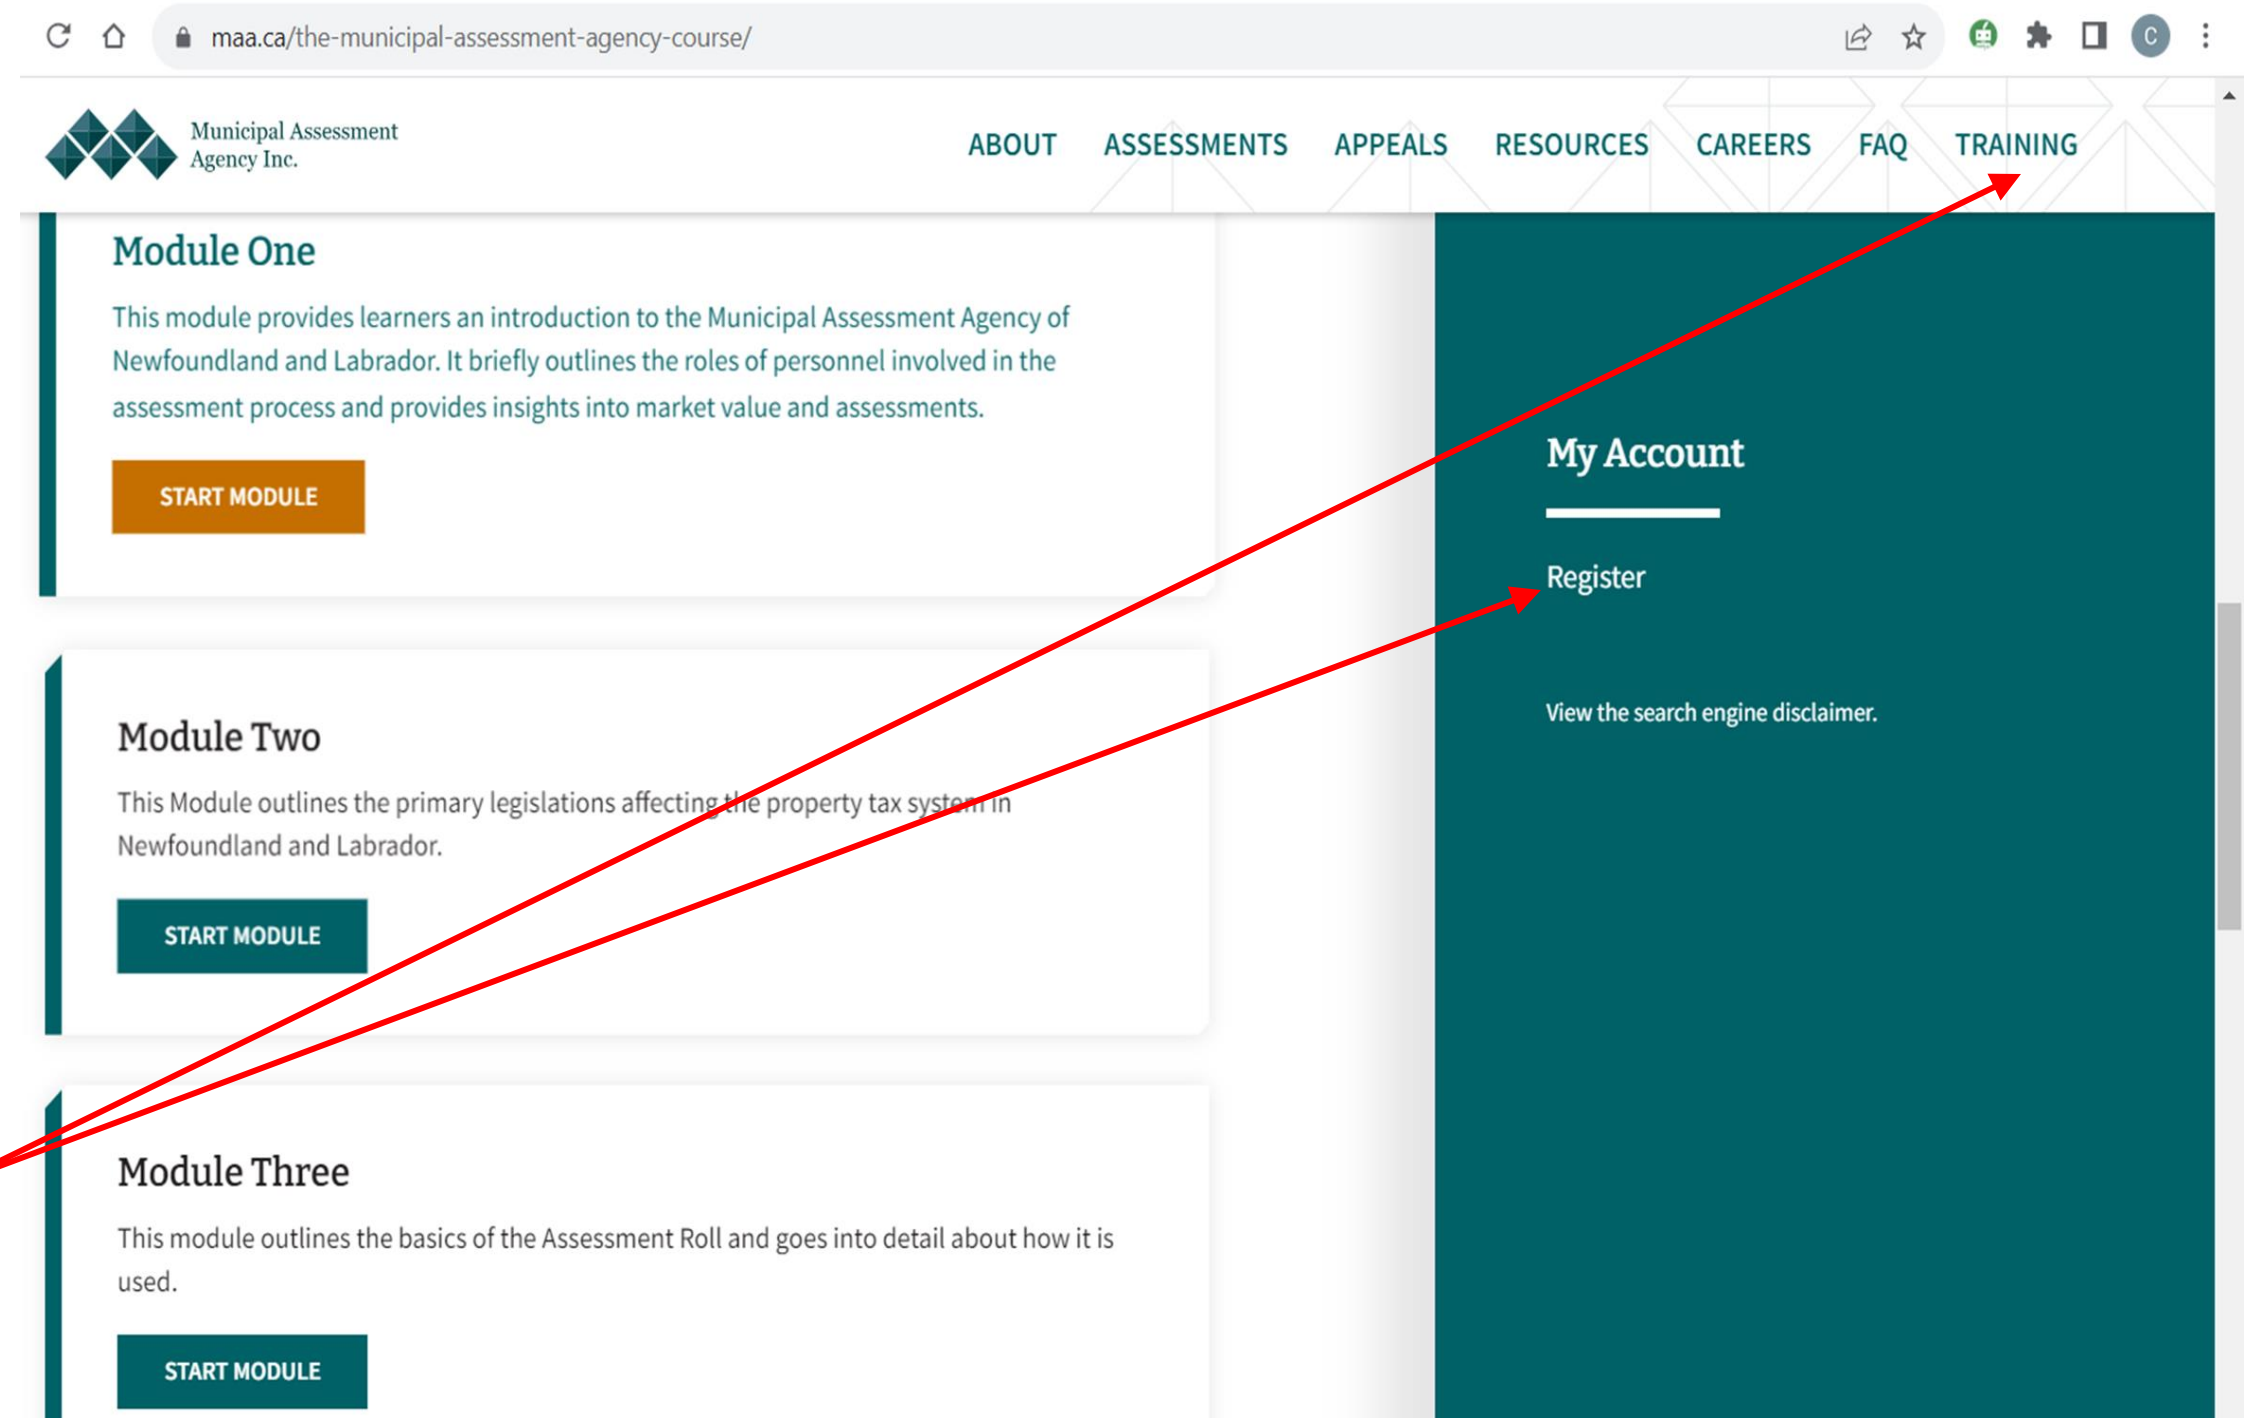 maa.ca/the-municipal-assessment-agency-course/
C
Municipal Assessment
Agency Inc.
ABOUT ASSESSMENTS APPEALS RESOURCES CAREERS FAQ TRAINING
Module One
This module provides learners an introduction to the Municipal Assessment Agency of
Newfoundland and Labrador. It briefly outlines the roles of personnel involved in the
assessment process and provides insights into market value and assessments.
START MODULE
Module Two
This Module outlines the primary legislations affecting the property tax system in
Newfoundland and Labrador.
START MODULE
Module Three
This module outlines the basics of the Assessment Roll and goes into detail about how it is
used.
START MODULE
My Account
Register
View the search engine disclaimer.